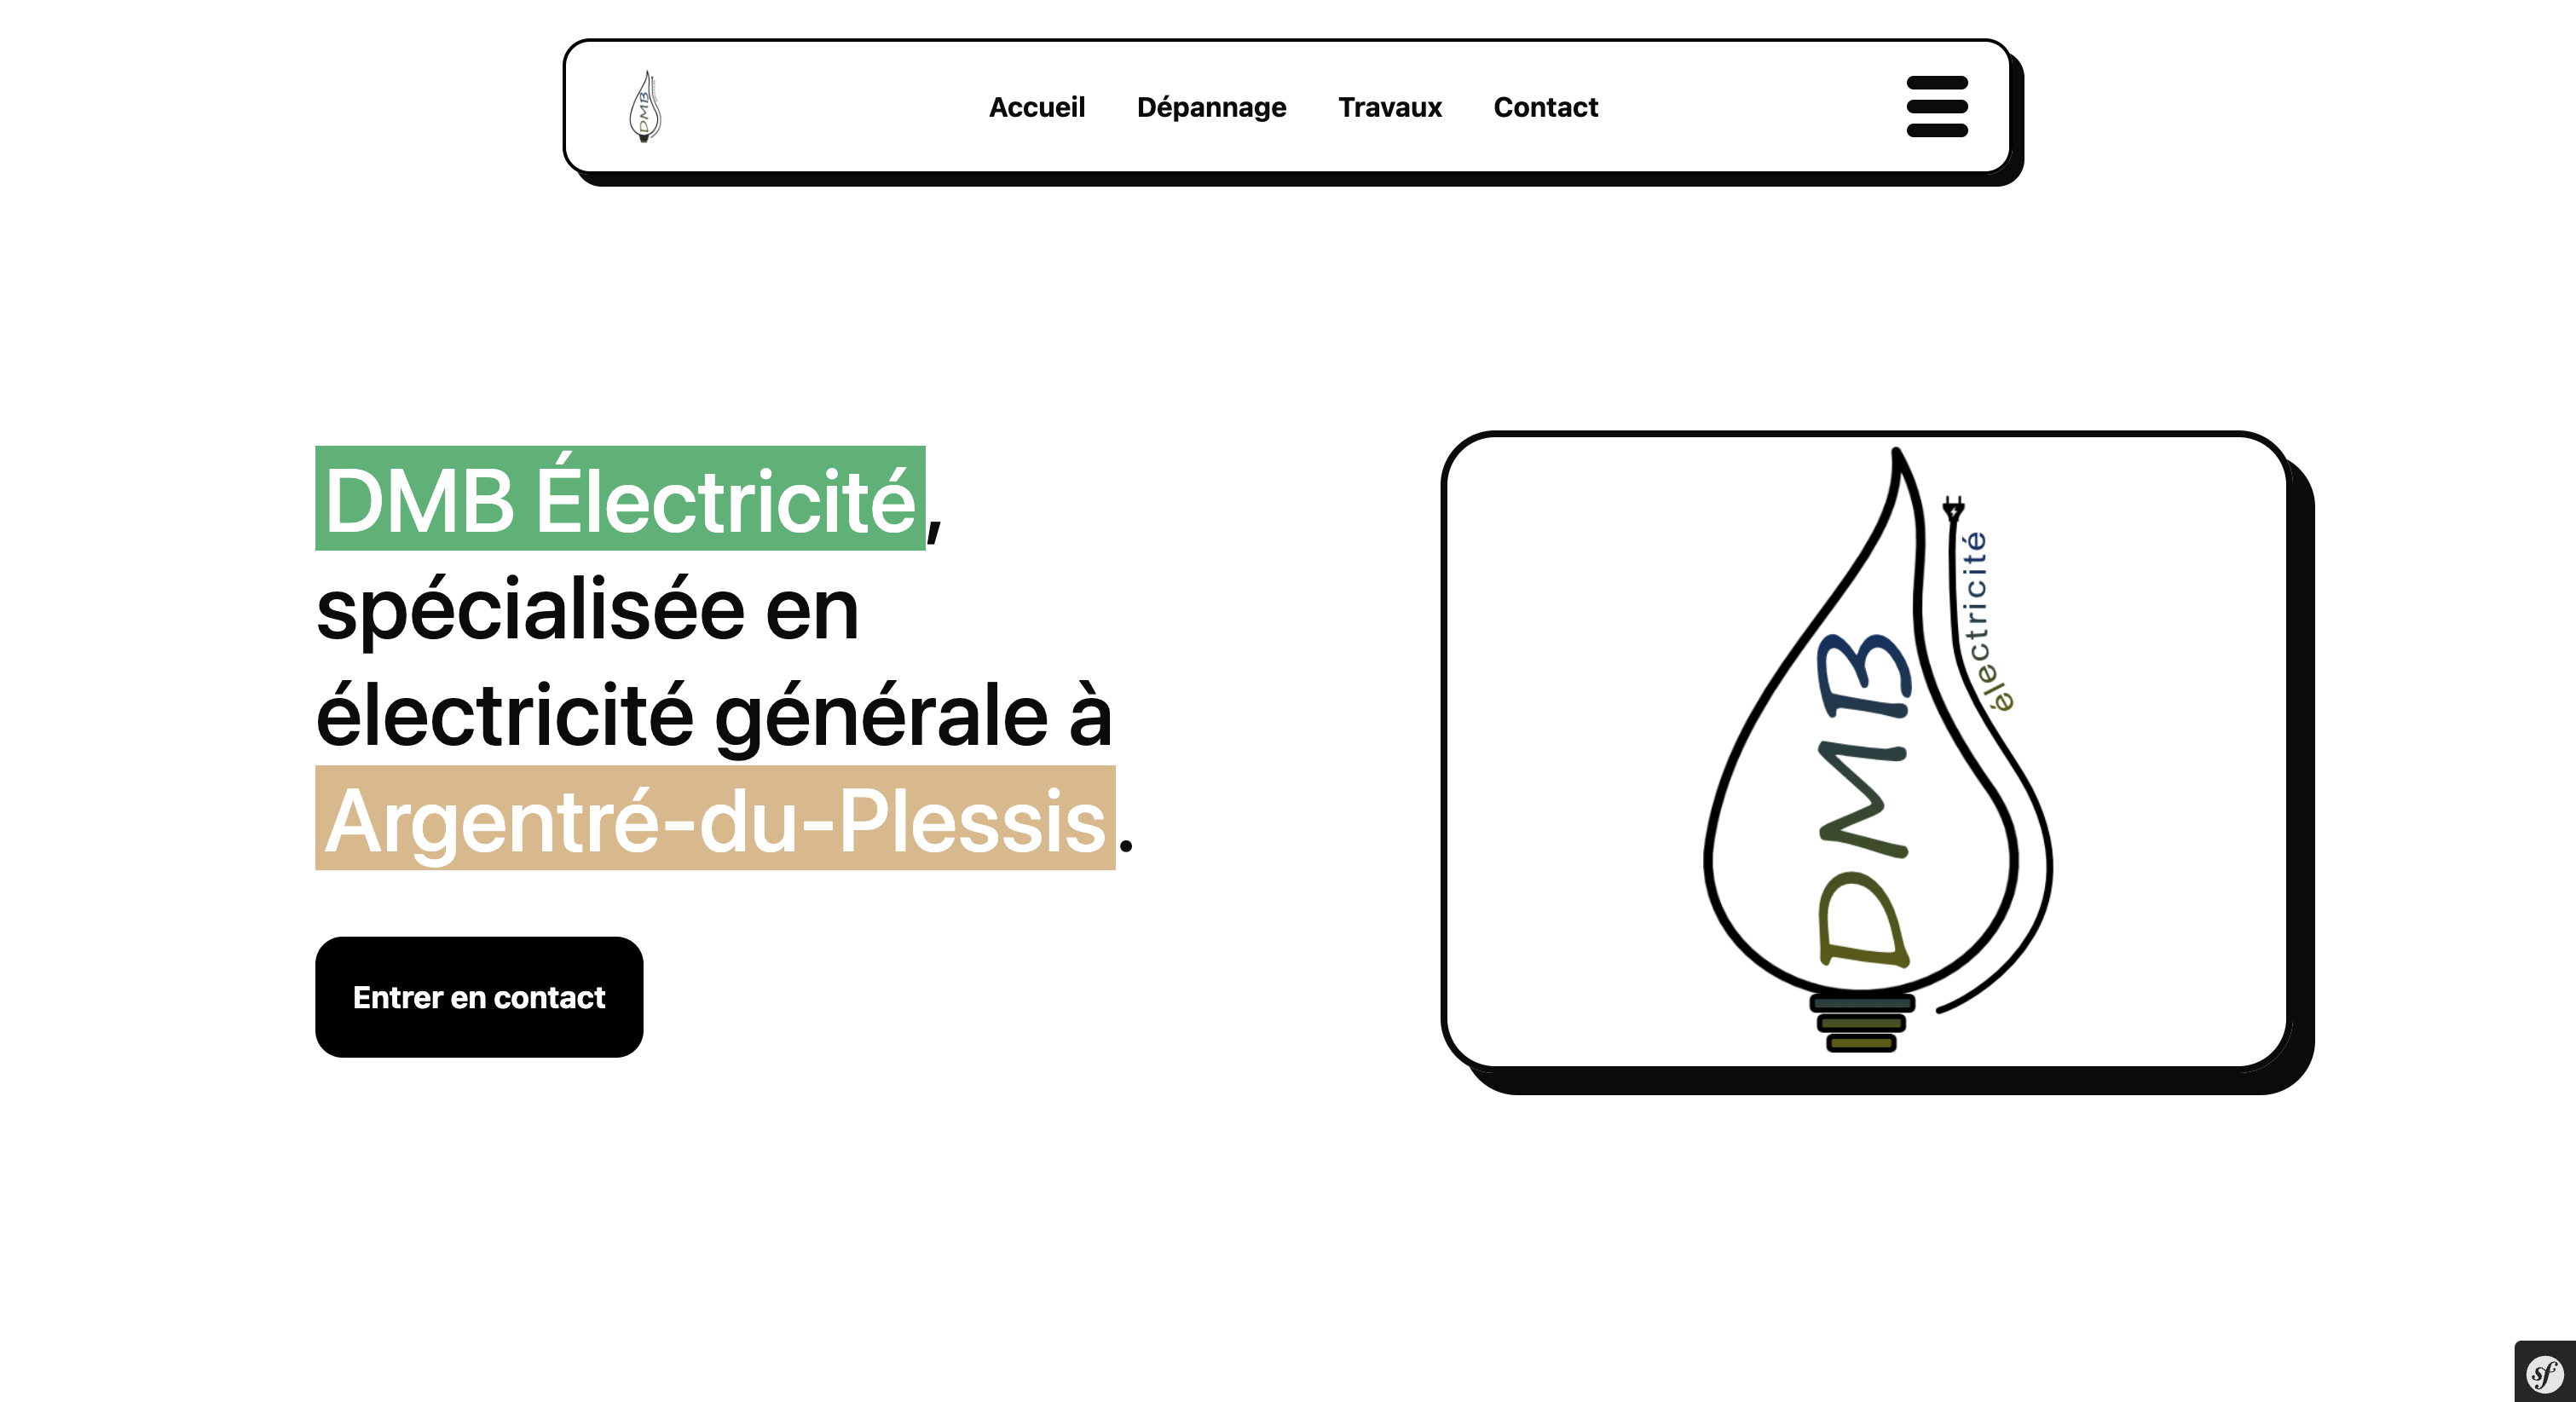 DMB
Accueil Dépannage Travaux Contact
DMB Électricité,
spécialisée en
électricité générale à
Argentré-du-Plessis.
Entrer en contact
DMB
électricité
sf